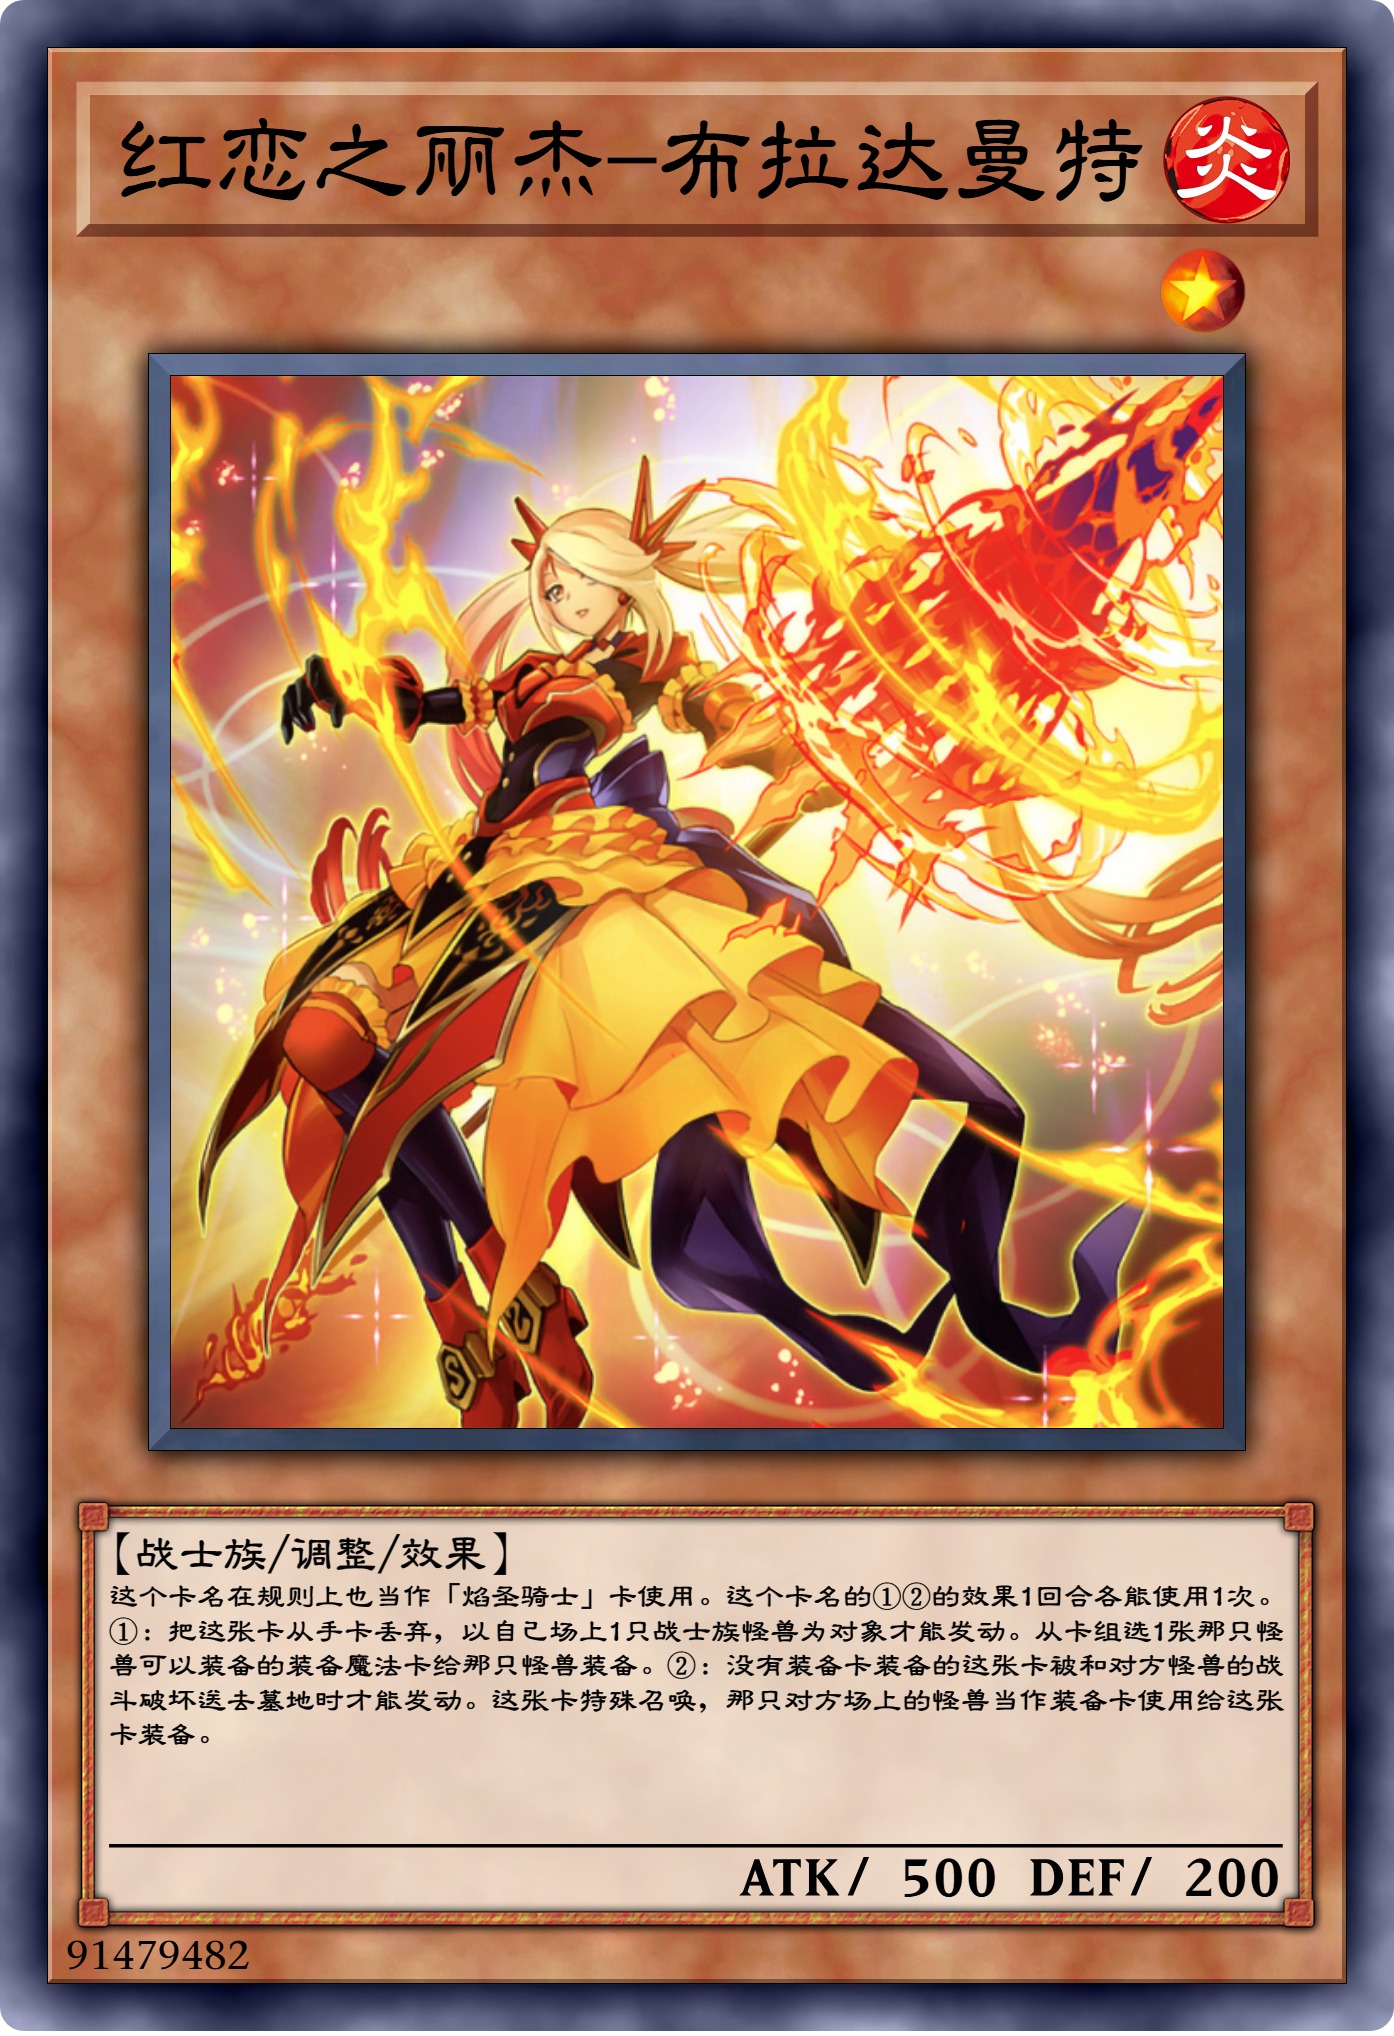 红恋之丽杰-布拉达曼特
炎
【战士族/调整/效果】
这个卡名在规则上也当作「焰圣骑士」卡使用。这个卡名的①②的效果1回合各能使用1次。
①：把这张卡从手卡丢弃，以自己场上1只战士族怪兽为对象才能发动。从卡组选1张那只怪
兽可以装备的装备魔法卡给那只怪兽装备。②：没有装备卡装备的这张卡被和对方怪兽的战
斗破坏送去墓地时才能发动。这张卡特殊召唤，那只对方场上的怪兽当作装备卡使用给这张
卡装备。
ATK/ 500 DEF/ 200
91479482